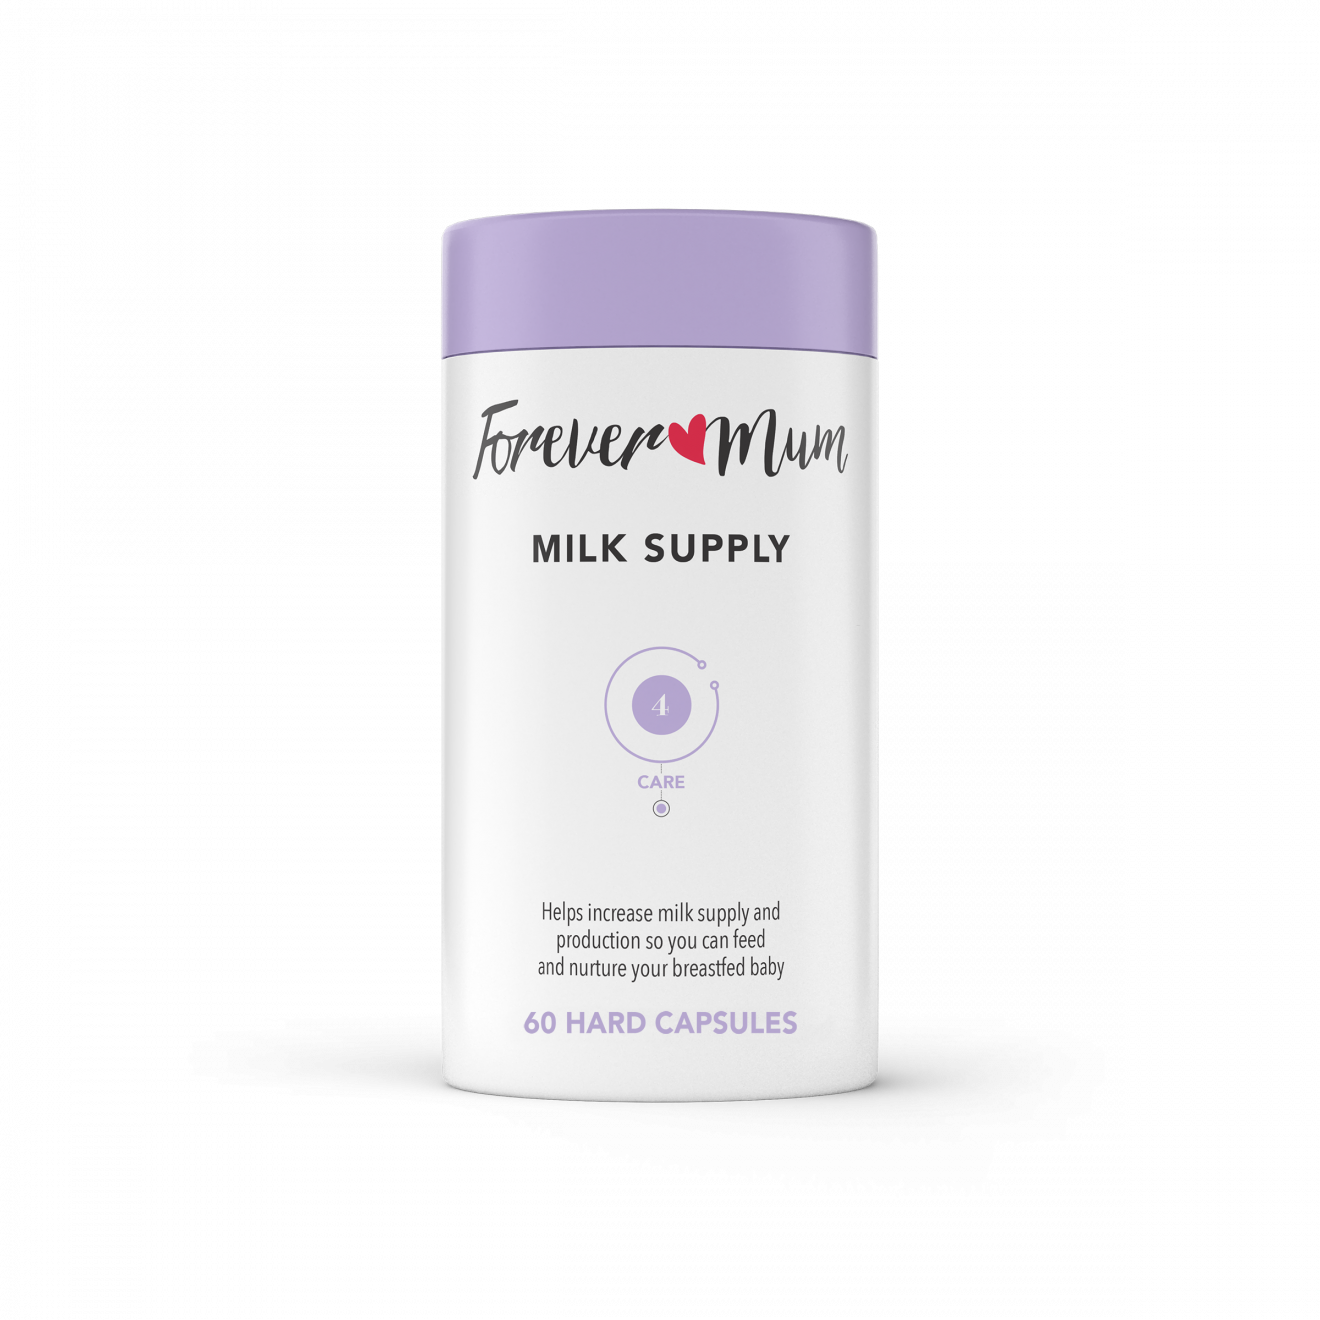 Forever Mum
MILK SUPPLY
4
CARE
Helps increase milk supply and
production so you can feed
and nurture your breastfed baby
60 HARD CAPSULES